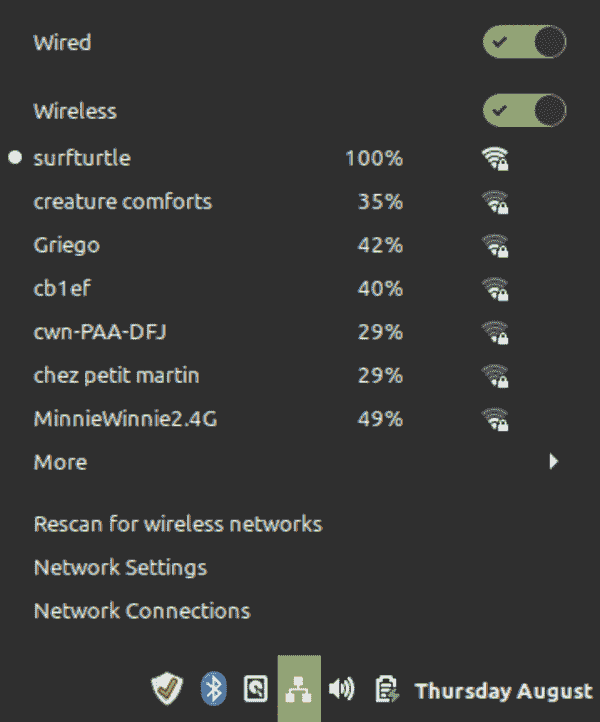 Wired
Wireless
surfturtle 100%
creature comforts 35%
Griego 42%
cb1ef 40%
cwn-PAA-DFJ 29%
chez petit martin 29%
MinnieWinnie2.4G 49%
More
Rescan for wireless networks
Network Settings
Network Connections
Thursday August